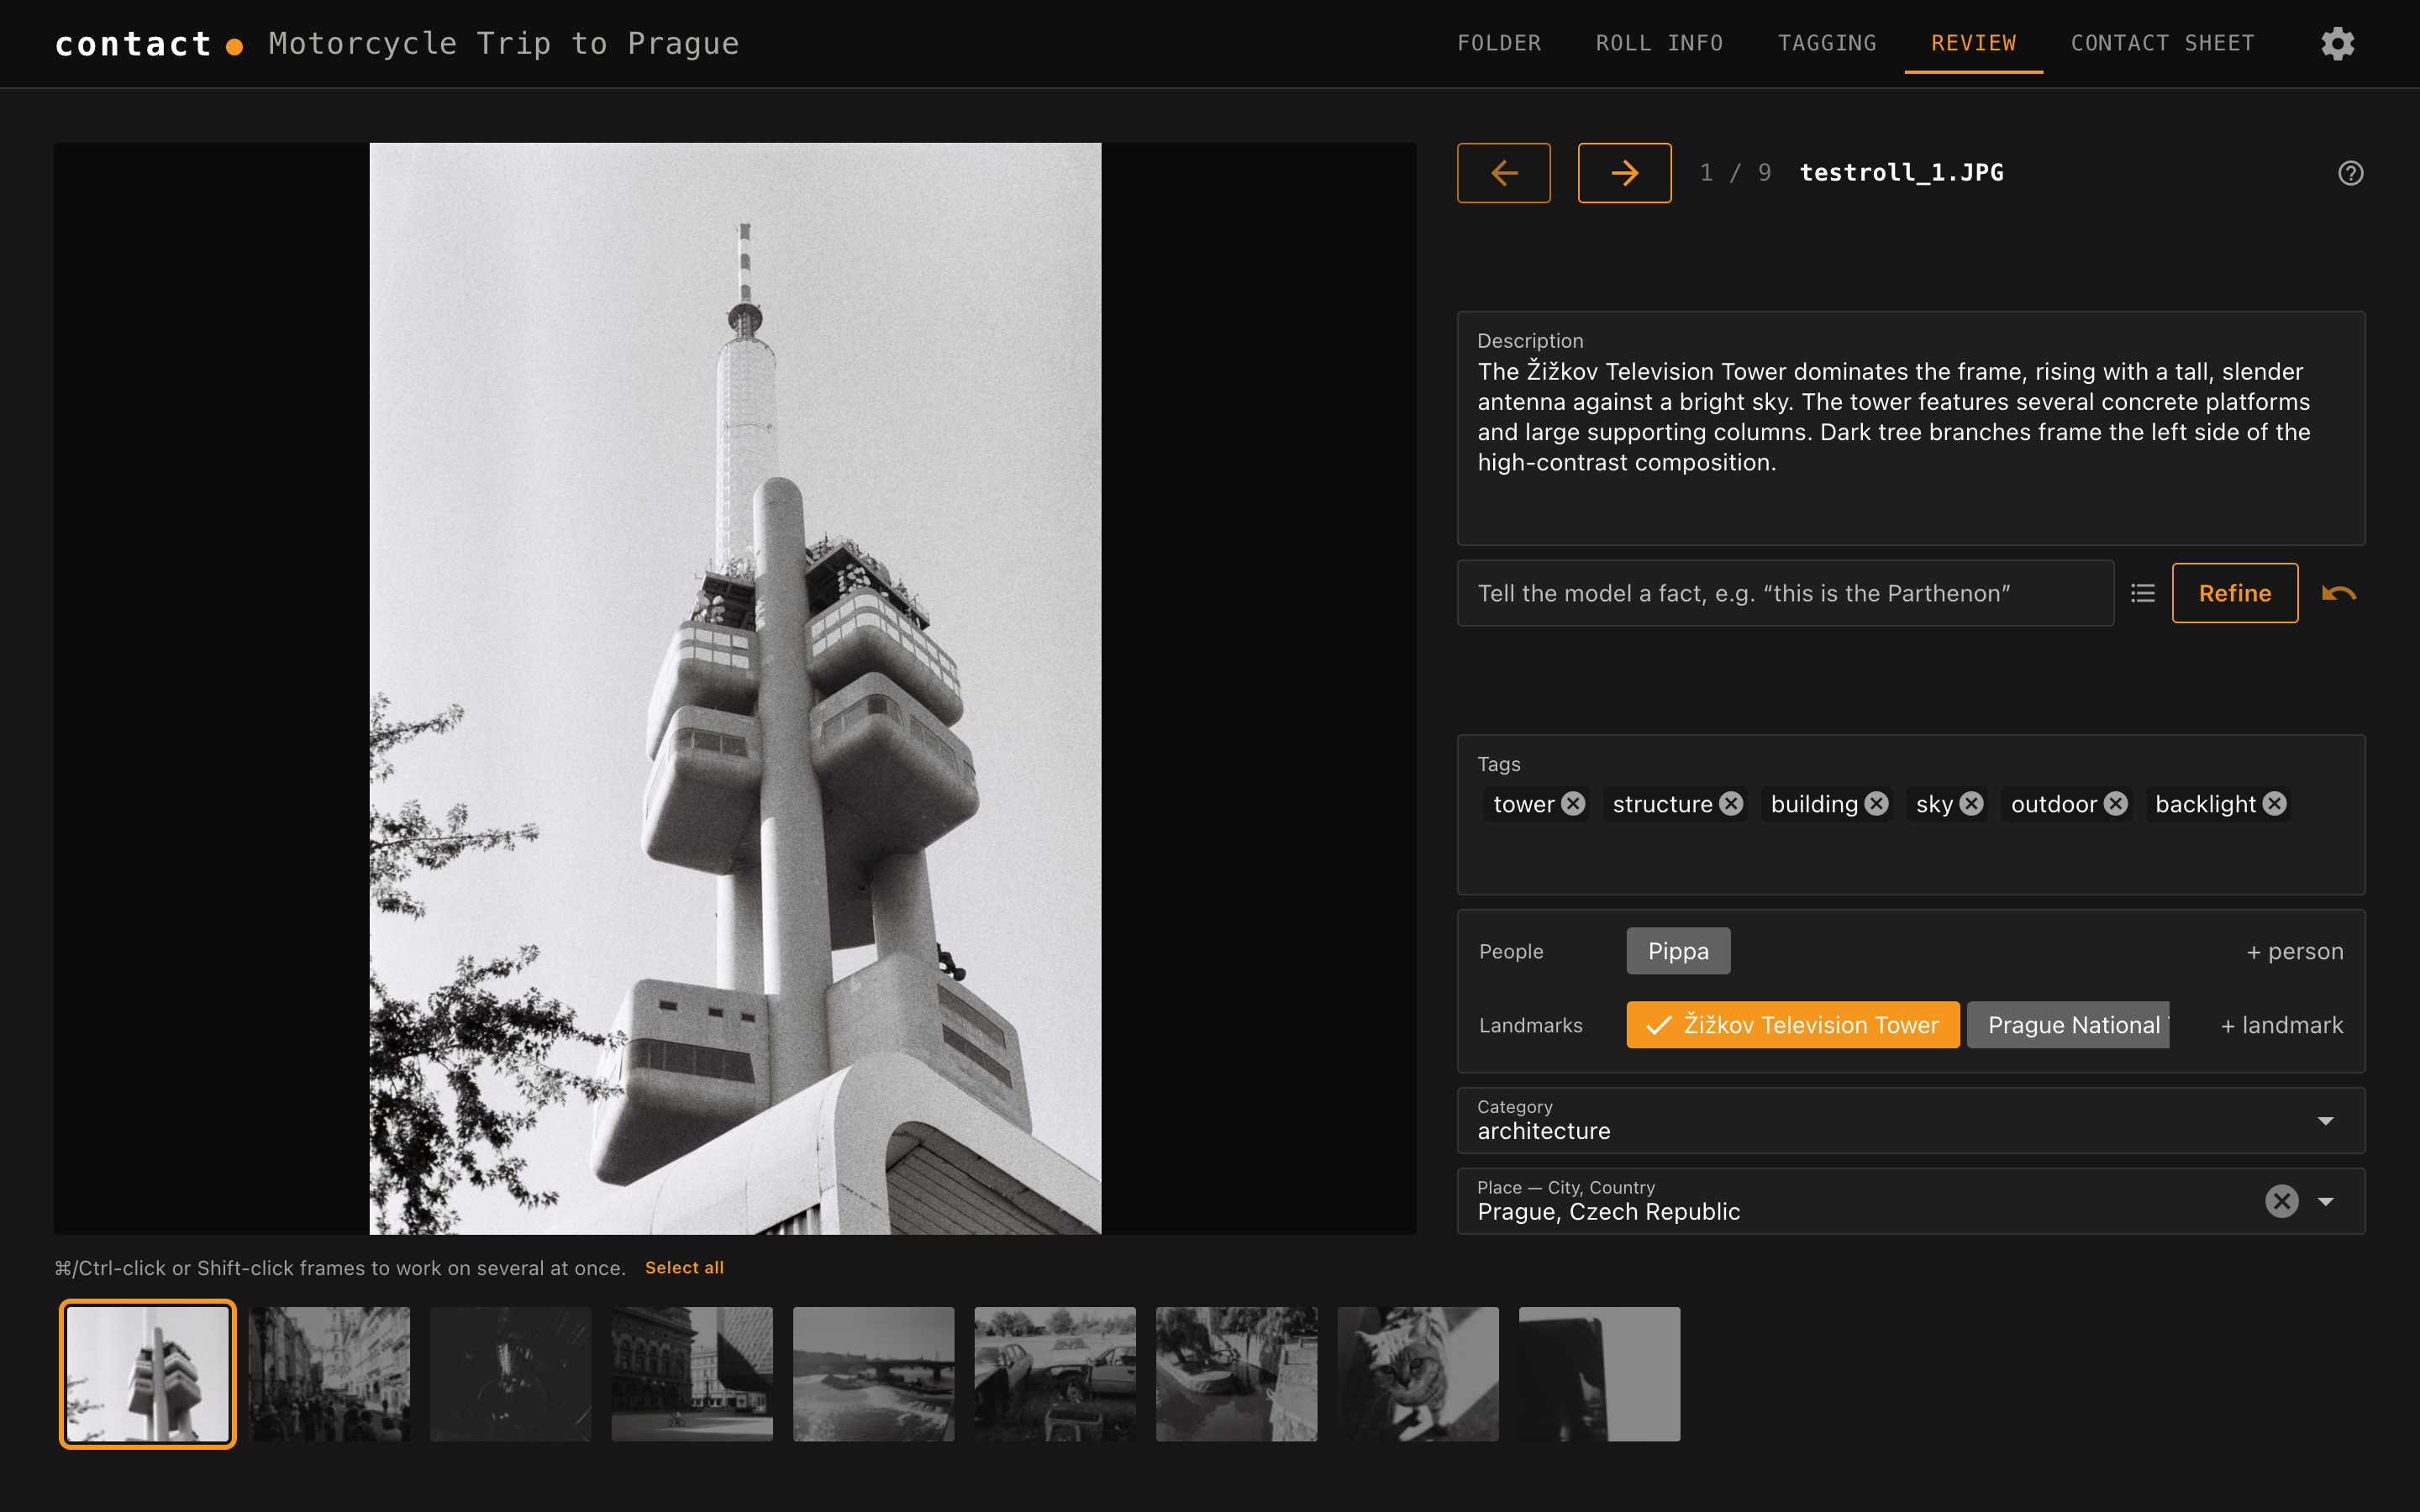 contact
Motorcycle Trip to Prague
FOLDER
ROLL INFO
TAGGING
REVIEW
CONTACT SHEET
1 / 9
testroll_1.JPG
Description
The Žižkov Television Tower dominates the frame, rising with a tall, slender
antenna against a bright sky. The tower features several concrete platforms
and large supporting columns. Dark tree branches frame the left side of the
high-contrast composition.
Tell the model a fact, e.g. “this is the Parthenon”
Refine
Tags
tower
structure
building
sky
outdoor
backlight
People
Pippa
+ person
Landmarks
Žižkov Television Tower
Prague National
+ landmark
Category
architecture
Place — City, Country
Prague, Czech Republic
⌘/Ctrl-click or Shift-click frames to work on several at once.
Select all